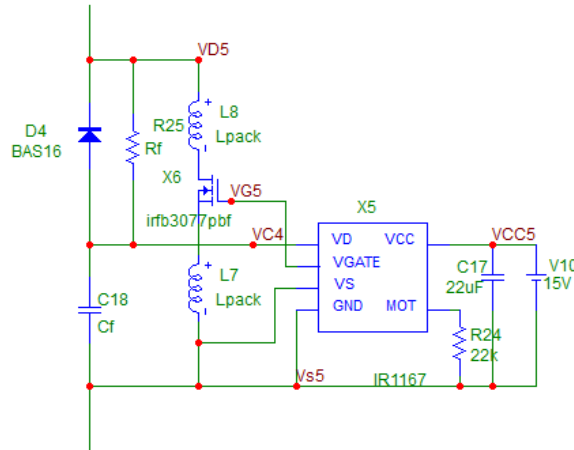 VD5
L8
+
R25
Lpack
-
D4
BAS16
Rf
X6
VG5
X5
irfb3077pbf
VC4
VD
VCC
VCC5
VGATE
V10
L7
+
C17
15V
VS
22uF
Lpack
C18
-
GND
MOT
Cf
R24
22k
Vs5
IR1167